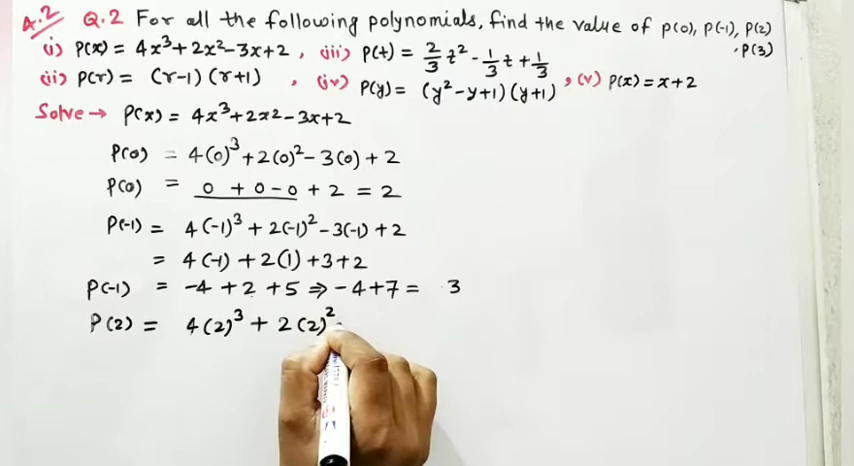 4.2 Q.2 For all the following polynomials, find the value of p(0), P(-1), P(2)
, P(3)
(i) P(x) = 4x³+2x²-3x+2 , (iii) P(t) = 2/3 z² - 1/3 z + 1/3
(ii) P(r) = (r-1)(r+1) , (iv) P(y) = (y²-y+1)(y+1) , (v) P(x) = x+2
Solve → P(x) = 4x³+2x²-3x+2
P(0) = 4(0)³+2(0)²-3(0)+2
P(0) = 0 + 0 - 0 + 2 = 2
P(-1) = 4(-1)³+2(-1)²-3(-1)+2
= 4(-1)+2(1)+3+2
P(-1) = -4+2+5 ⇒ -4+7 = 3
P(2) = 4(2)³+2(2)²